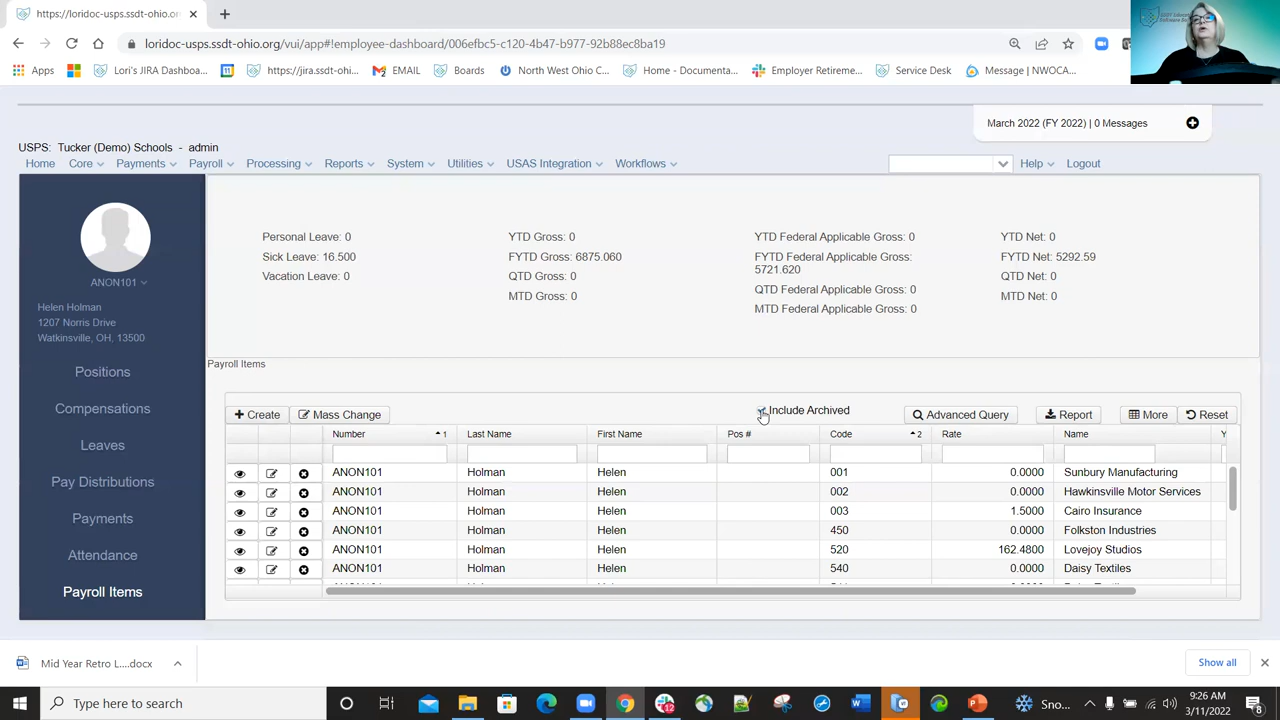 https://loridoc-usps.ssdt-ohio.o
loridoc-usps.ssdt-ohio.org/vui/app#!employee-dashboard/006efbc5-c120-4b47-b977-92b88ec8ba19
Apps Lori's JIRA Dashboa... https://jira.ssdt-ohi... EMAIL Boards North West Ohio C... Home - Documenta... Employer Retireme... Service Desk Message | NWOCA...
March 2022 (FY 2022) | 0 Messages
USPS: Tucker (Demo) Schools - admin
Home Core Payments Payroll Processing Reports System Utilities USAS Integration Workflows Help Logout
ANON101
Helen Holman
1207 Norris Drive
Watkinsville, OH, 13500
Positions
Compensations
Leaves
Pay Distributions
Payments
Attendance
Payroll Items
Personal Leave: 0 YTD Gross: 0 YTD Federal Applicable Gross: 0 YTD Net: 0
Sick Leave: 16.500 FYTD Gross: 6875.060 FYTD Federal Applicable Gross: 5721.620 FYTD Net: 5292.59
Vacation Leave: 0 QTD Gross: 0 QTD Federal Applicable Gross: 0 QTD Net: 0
MTD Gross: 0 MTD Federal Applicable Gross: 0 MTD Net: 0
Payroll Items
Create Mass Change Include Archived Advanced Query Report More Reset
Number 1 Last Name First Name Pos # Code 2 Rate Name Y
ANON101 Holman Helen 001 0.0000 Sunbury Manufacturing
ANON101 Holman Helen 002 0.0000 Hawkinsville Motor Services
ANON101 Holman Helen 003 1.5000 Cairo Insurance
ANON101 Holman Helen 450 0.0000 Folkston Industries
ANON101 Holman Helen 520 162.4800 Lovejoy Studios
ANON101 Holman Helen 540 0.0000 Daisy Textiles
Mid Year Retro L....docx Show all
Type here to search
12
Sno...
9:26 AM
3/11/2022
8